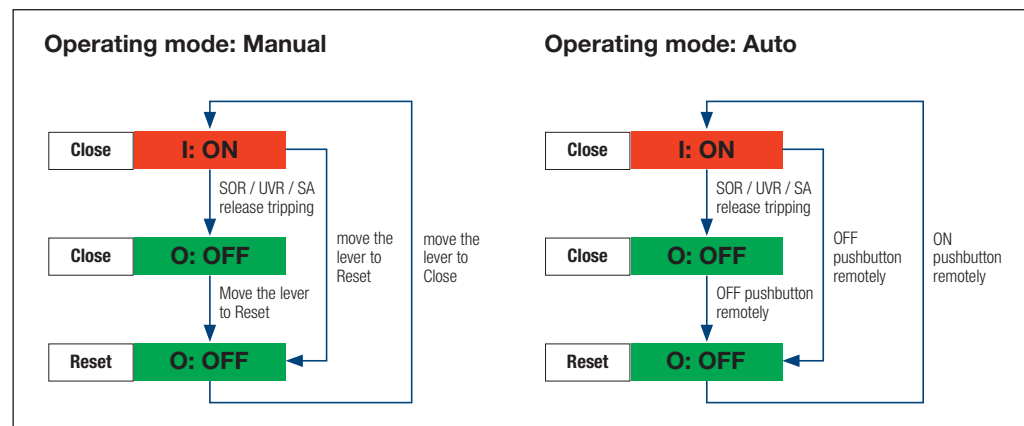 Operating mode: Manual
Close
I: ON
SOR / UVR / SA
release tripping
move the
lever to
Reset
move the
lever to
Close
Close
O: OFF
Move the lever
to Reset
Reset
O: OFF
Operating mode: Auto
Close
I: ON
SOR / UVR / SA
release tripping
OFF
pushbutton
remotely
ON
pushbutton
remotely
Close
O: OFF
OFF pushbutton
remotely
Reset
O: OFF